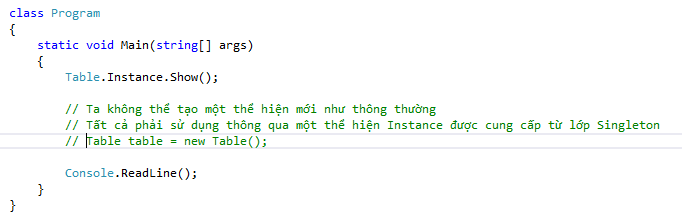 class Program
{
static void Main(string[] args)
{
Table.Instance.Show();
// Ta không thể tạo một thể hiện mới như thông thường
// Tất cả phải sử dụng thông qua một thể hiện Instance được cung cấp từ lớp Singleton
// Table table = new Table();
Console.ReadLine();
}
}